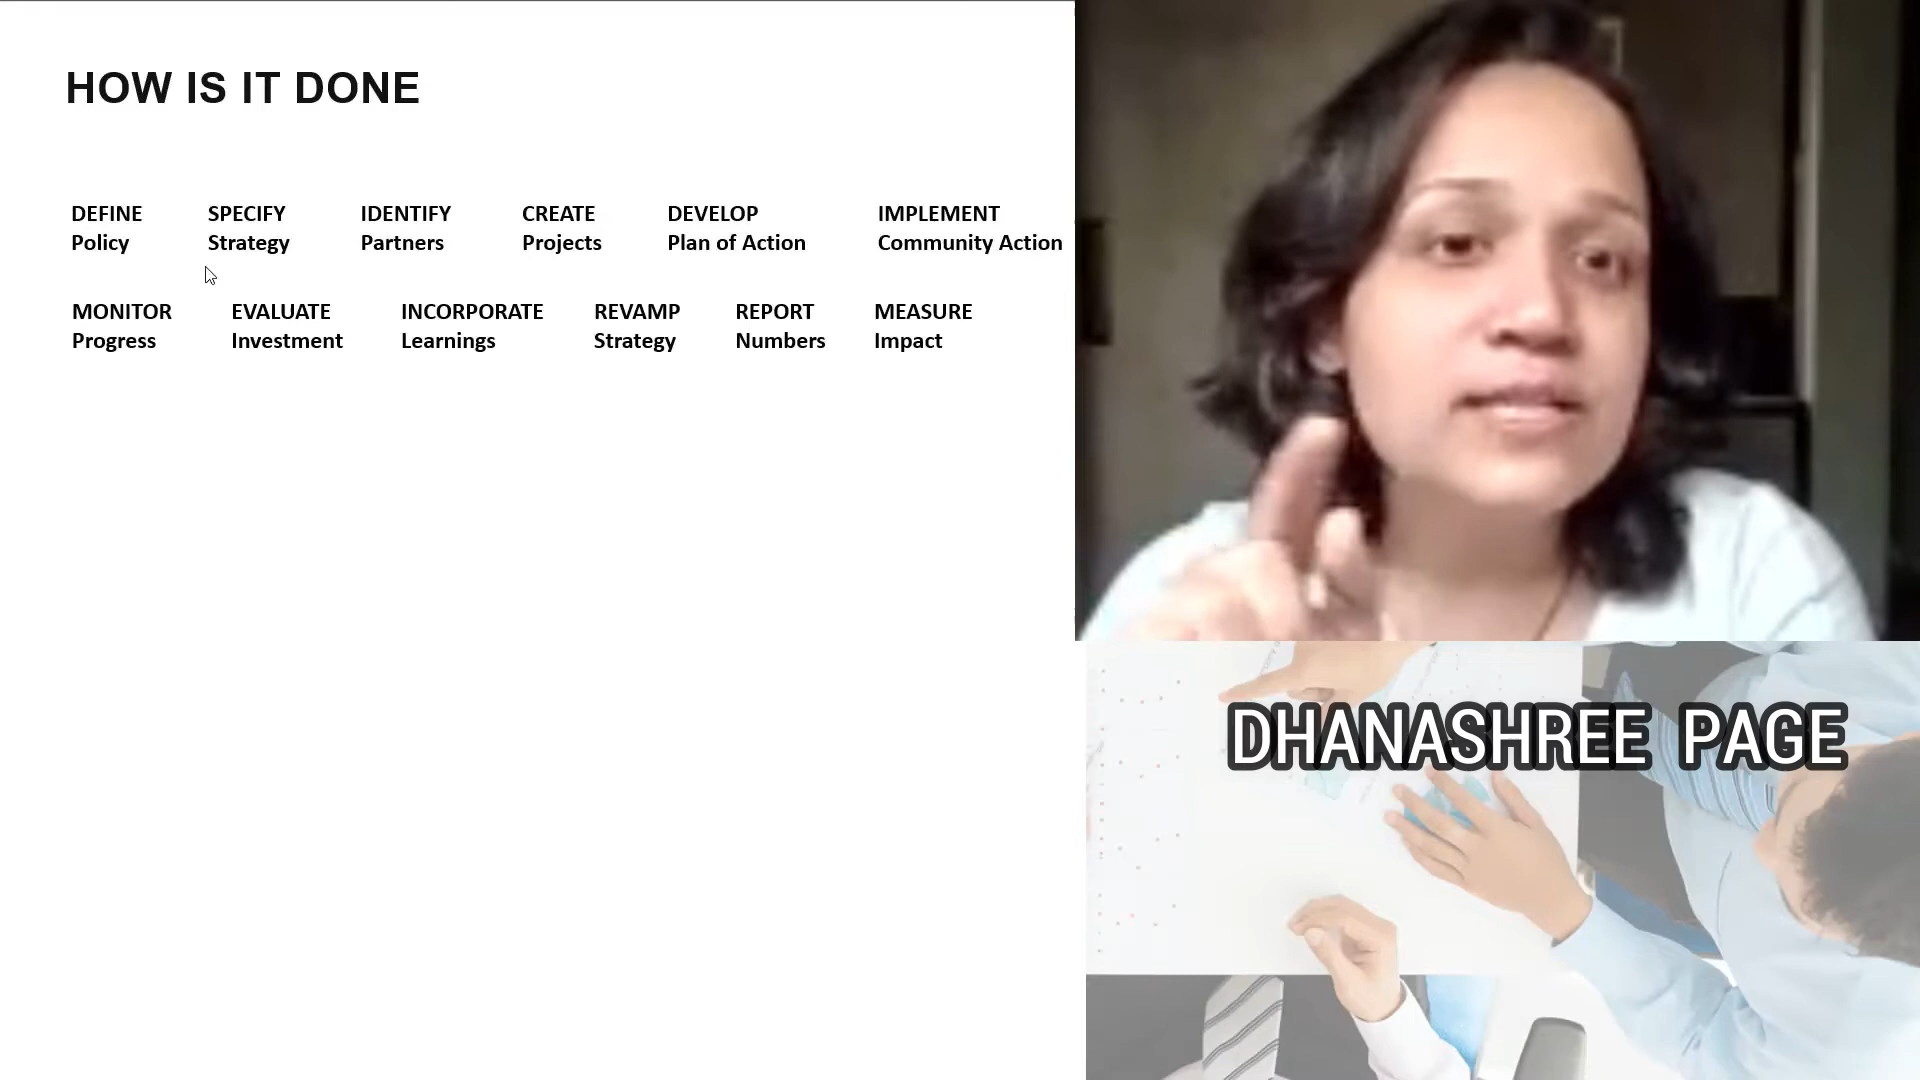 HOW IS IT DONE
DEFINE SPECIFY IDENTIFY CREATE DEVELOP IMPLEMENT
Policy Strategy Partners Projects Plan of Action Community Action
MONITOR EVALUATE INCORPORATE REVAMP REPORT MEASURE
Progress Investment Learnings Strategy Numbers Impact
DHANASHREE PAGE